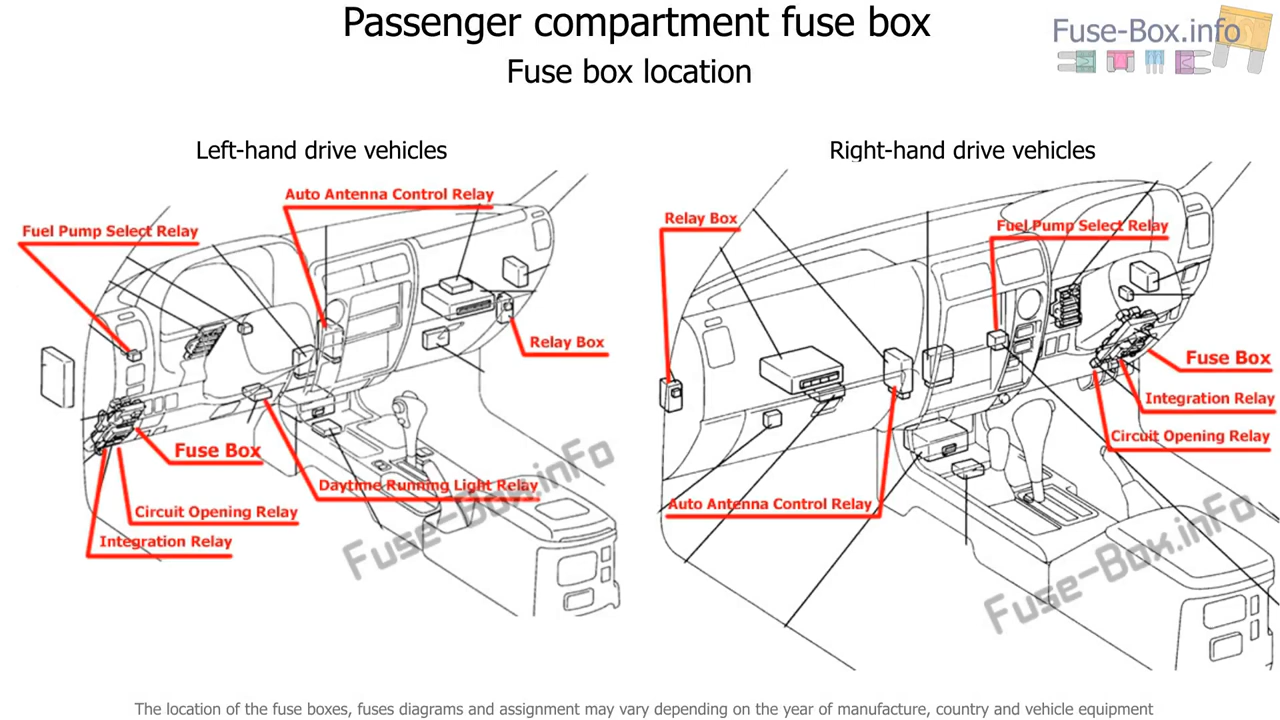 Passenger compartment fuse box
Fuse box location
Fuse-Box.info
Left-hand drive vehicles
Auto Antenna Control Relay
Fuel Pump Select Relay
Relay Box
Fuse Box
Daytime Running Light Relay
Circuit Opening Relay
Integration Relay
Fuse-Box.inFo
Right-hand drive vehicles
Relay Box
Fuel Pump Select Relay
Fuse Box
Integration Relay
Circuit Opening Relay
Auto Antenna Control Relay
Fuse-Box.inFo
The location of the fuse boxes, fuses diagrams and assignment may vary depending on the year of manufacture, country and vehicle equipment